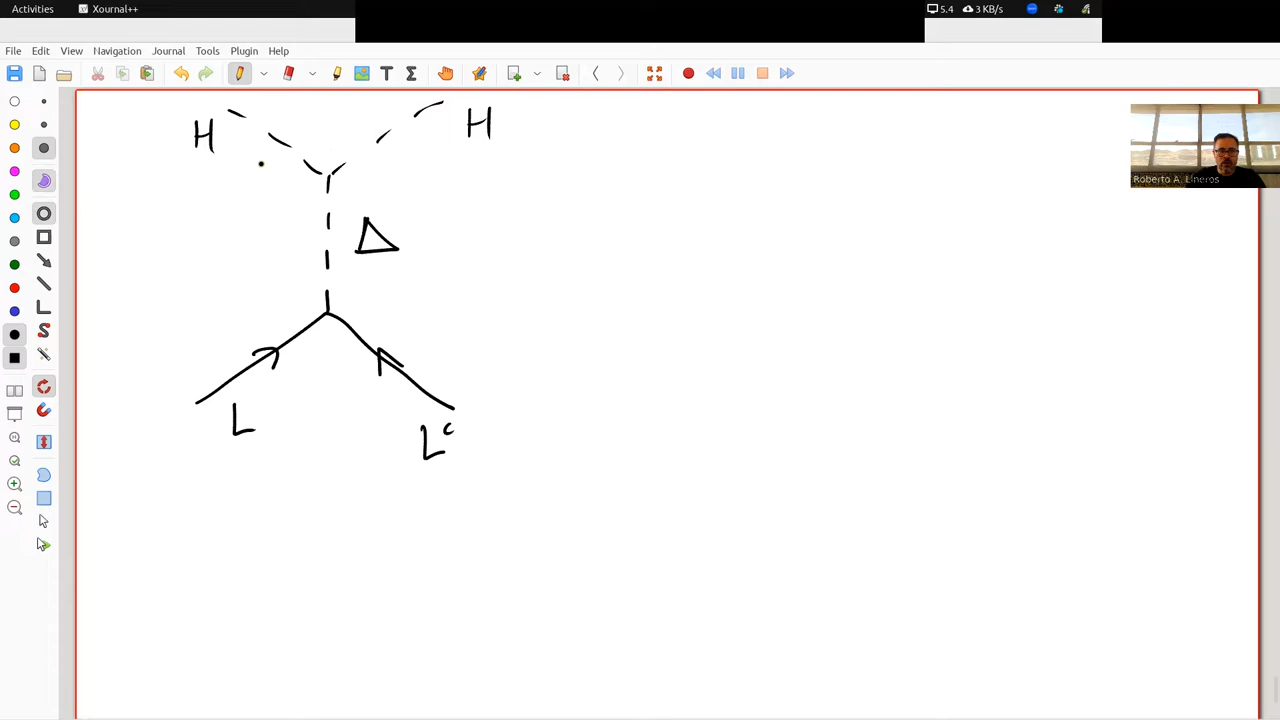 Activities Xournal++ 5.4 3 KB/s
File Edit View Navigation Journal Tools Plugin Help
H H
Δ
L
L^c
Roberto A. Lineros